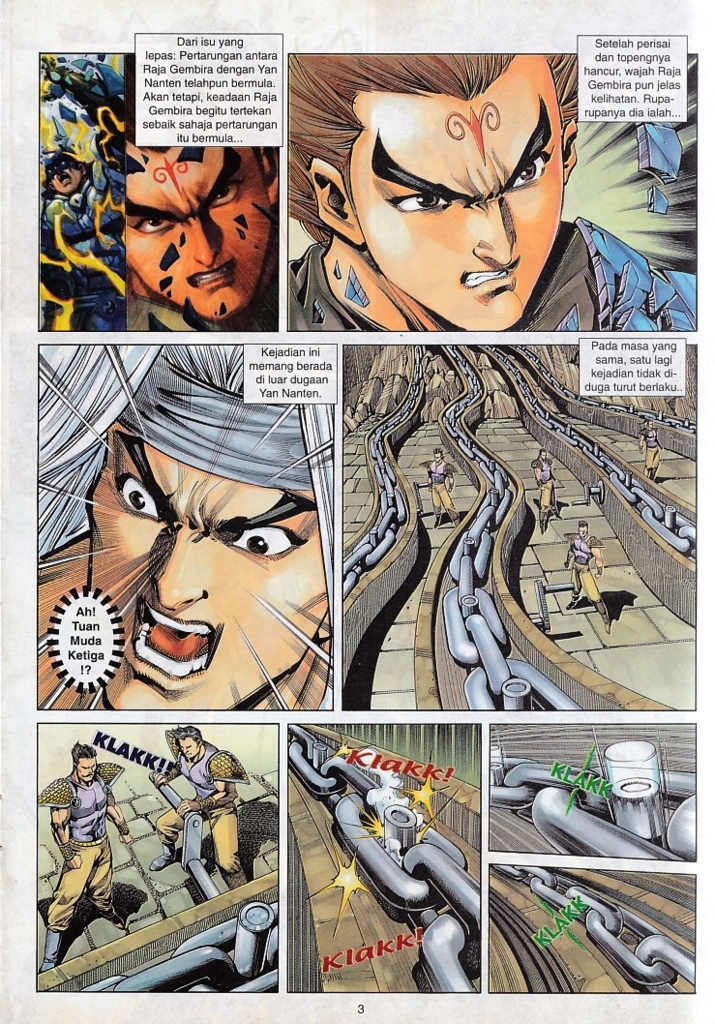 Dari isu yang
lepas: Pertarungan antara
Raja Gembira dengan Yan
Nanten telahpun bermula.
Akan tetapi, keadaan Raja
Gembira begitu tertekan
sebaik sahaja pertarungan
itu bermula...
Setelah perisai
dan topengnya
hancur, wajah Raja
Gembira pun jelas
kelihatan. Rupa-
rupanya dia ialah...
Kejadian ini
memang berada
di luar dugaan
Yan Nanten.
Ah!
Tuan
Muda
Ketiga
!?
Pada masa yang
sama, satu lagi
kejadian tidak di-
duga turut berlaku..
KLAKK!
KLAKK!
KLAKK!
KLAKK
KLAKK
3